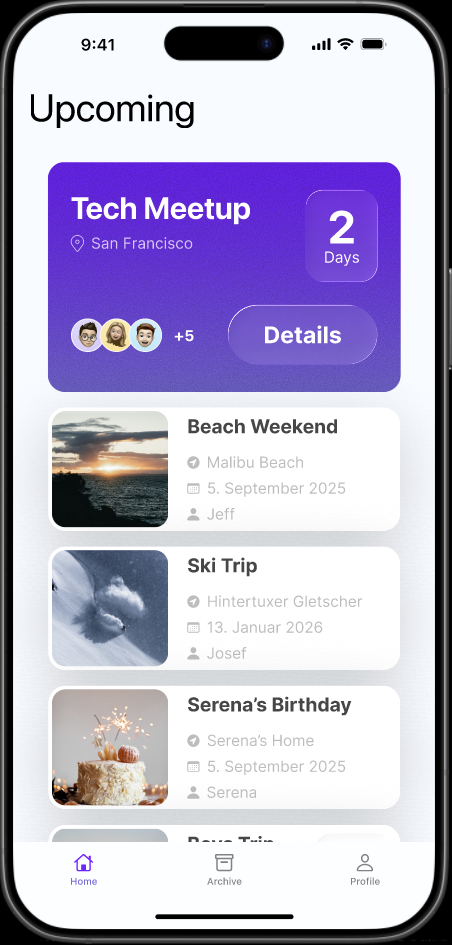 9:41
Upcoming
Tech Meetup
San Francisco
2
Days
+5
Details
Beach Weekend
Malibu Beach
5. September 2025
Jeff
Ski Trip
Hintertuxer Gletscher
13. Januar 2026
Josef
Serena’s Birthday
Serena’s Home
5. September 2025
Serena
Boys Trip
Home
Archive
Profile